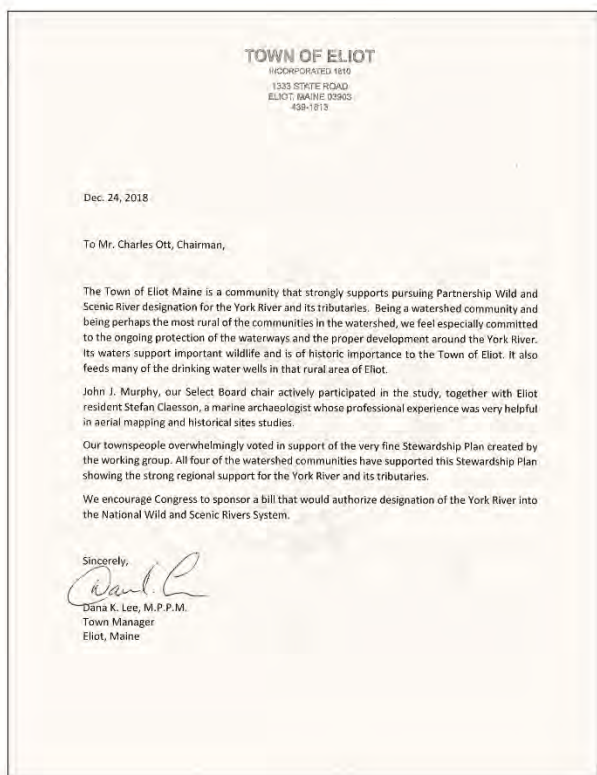 TOWN OF ELIOT
INCORPORATED 1810
1333 STATE ROAD
ELIOT, MAINE 03903
439-1813
Dec. 24, 2018
To Mr. Charles Ott, Chairman,
The Town of Eliot Maine is a community that strongly supports pursuing Partnership Wild and
Scenic River designation for the York River and its tributaries. Being a watershed community and
being perhaps the most rural of the communities in the watershed, we feel especially committed
to the ongoing protection of the waterways and the proper development around the York River.
Its waters support important wildlife and is of historic importance to the Town of Eliot. It also
feeds many of the drinking water wells in that rural area of Eliot.
John J. Murphy, our Select Board chair actively participated in the study, together with Eliot
resident Stefan Claesson, a marine archaeologist whose professional experience was very helpful
in aerial mapping and historical sites studies.
Our townspeople overwhelmingly voted in support of the very fine Stewardship Plan created by
the working group. All four of the watershed communities have supported this Stewardship Plan
showing the strong regional support for the York River and its tributaries.
We encourage Congress to sponsor a bill that would authorize designation of the York River into
the National Wild and Scenic Rivers System.
Sincerely,
Dana K. Lee, M.P.P.M.
Town Manager
Eliot, Maine